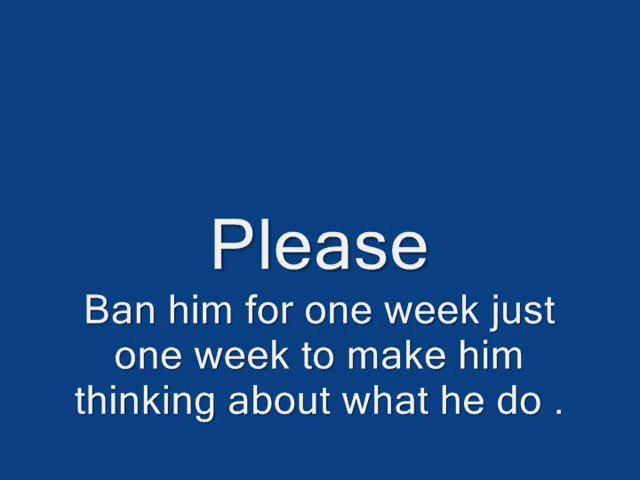 Please
Ban him for one week just
one week to make him
thinking about what he do .